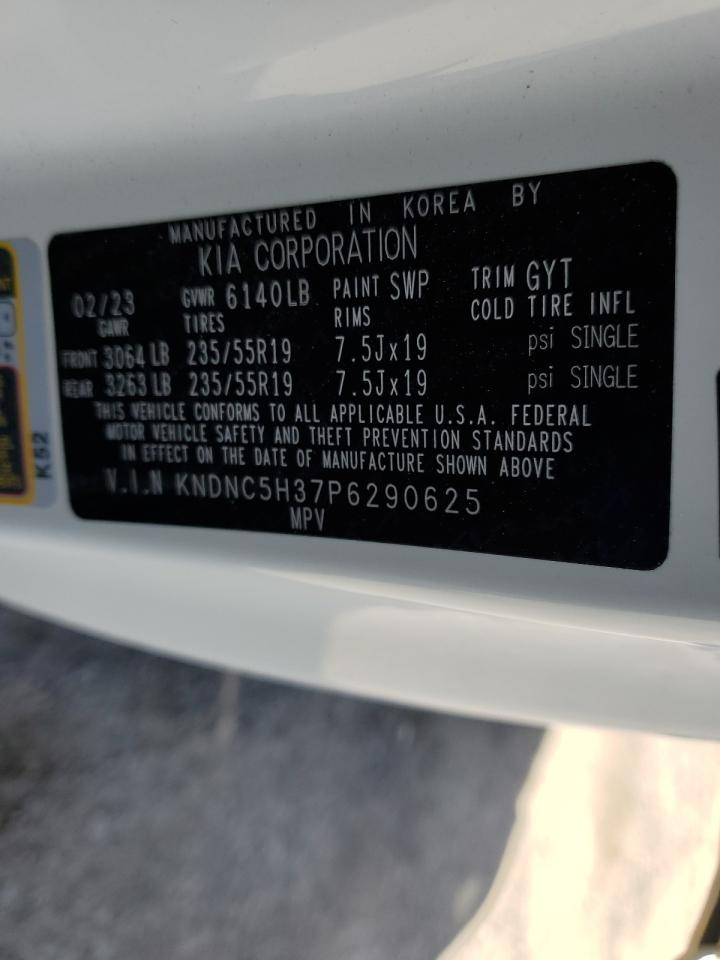 MANUFACTURED IN KOREA BY
KIA CORPORATION
02/23 GVWR 6140LB PAINT SWP TRIM GYT
GAWR TIRES RIMS COLD TIRE INFL
FRONT 3064 LB 235/55R19 7.5Jx19 psi SINGLE
REAR 3263 LB 235/55R19 7.5Jx19 psi SINGLE
THIS VEHICLE CONFORMS TO ALL APPLICABLE U.S.A. FEDERAL
MOTOR VEHICLE SAFETY AND THEFT PREVENTION STANDARDS
IN EFFECT ON THE DATE OF MANUFACTURE SHOWN ABOVE
V.I.N KNDNC5H37P6290625
MPV
K52